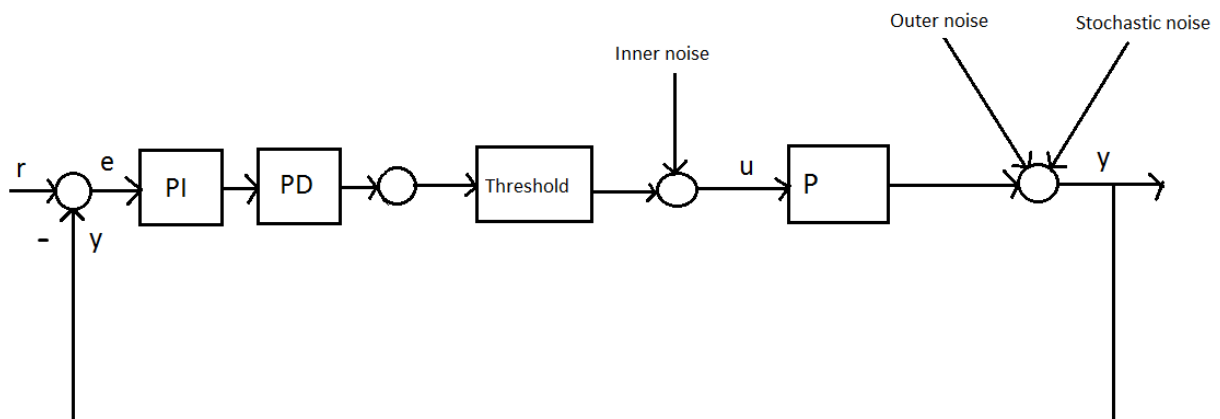 Outer noise
Stochastic noise
Inner noise
r
e
PI
PD
Threshold
u
P
y
-
y